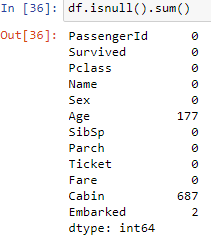 In [36]: df.isnull().sum()
Out[36]: PassengerId 0
Survived 0
Pclass 0
Name 0
Sex 0
Age 177
SibSp 0
Parch 0
Ticket 0
Fare 0
Cabin 687
Embarked 2
dtype: int64